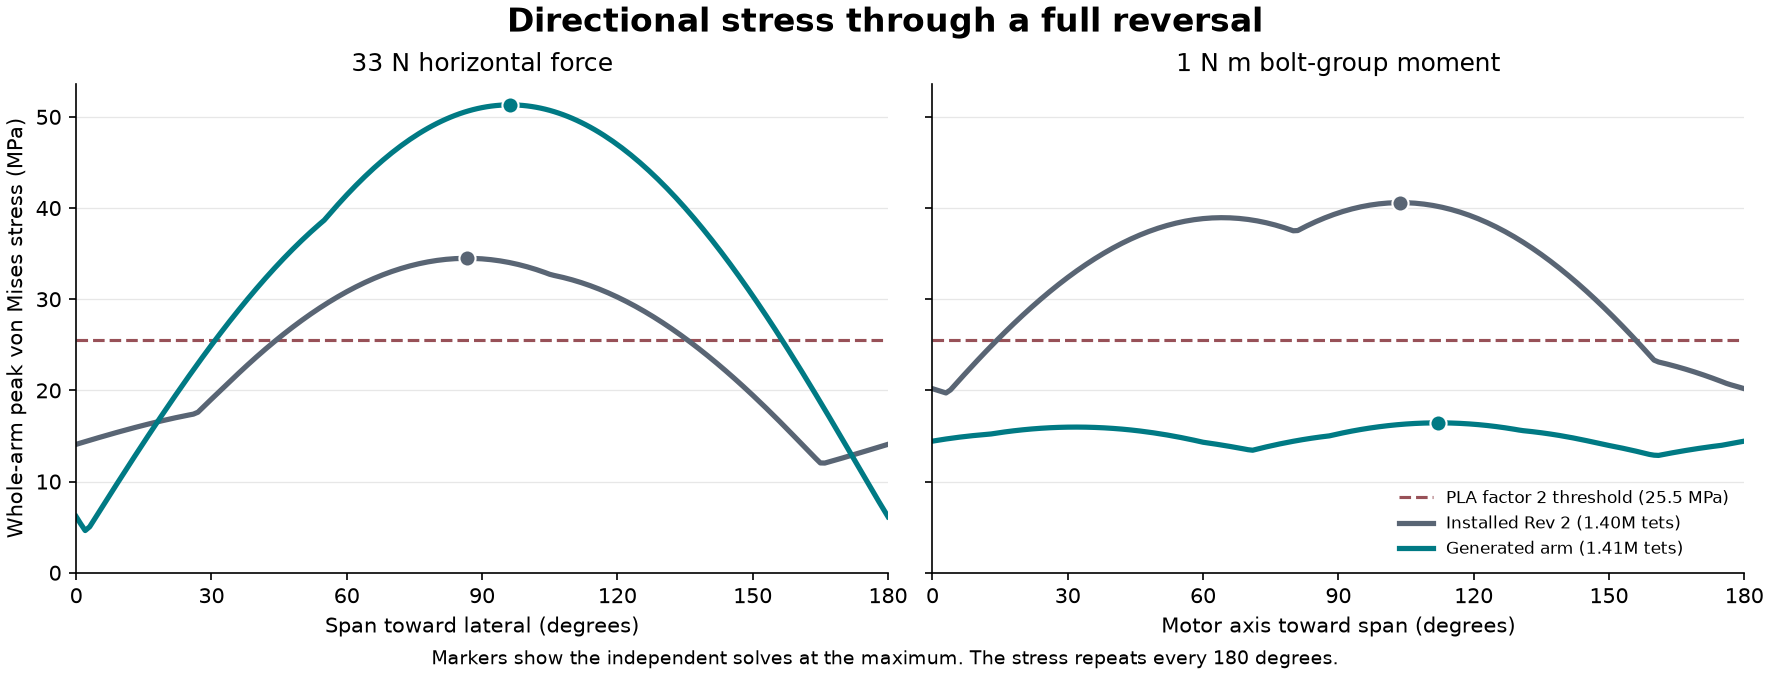 Directional stress through a full reversal
33 N horizontal force
Whole-arm peak von Mises stress (MPa)
50
40
30
20
10
0
0 30 60 90 120 150 180
Span toward lateral (degrees)
1 N m bolt-group moment
PLA factor 2 threshold (25.5 MPa)
Installed Rev 2 (1.40M tets)
Generated arm (1.41M tets)
0 30 60 90 120 150 180
Motor axis toward span (degrees)
Markers show the independent solves at the maximum. The stress repeats every 180 degrees.